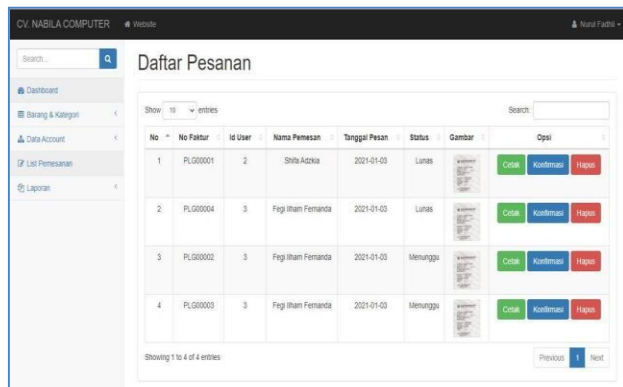 CV. NABILA COMPUTER Website Nurul Fadhli
Search...
Daftar Pesanan
Dashboard
Barang & Kategori
Data Account
List Pemesanan
Laporan
Show 10 entries Search:
No No Faktur Id User Nama Pemesan Tanggal Pesan Status Gambar Opsi
1 PLG00001 2 Shifa Adzkia 2021-01-03 Lunas Cetak Konfirmasi Hapus
2 PLG00004 3 Fegi Ilham Fernanda 2021-01-03 Lunas Cetak Konfirmasi Hapus
3 PLG00002 3 Fegi Ilham Fernanda 2021-01-03 Menunggu Cetak Konfirmasi Hapus
4 PLG00003 3 Fegi Ilham Fernanda 2021-01-03 Menunggu Cetak Konfirmasi Hapus
Showing 1 to 4 of 4 entries Previous 1 Next